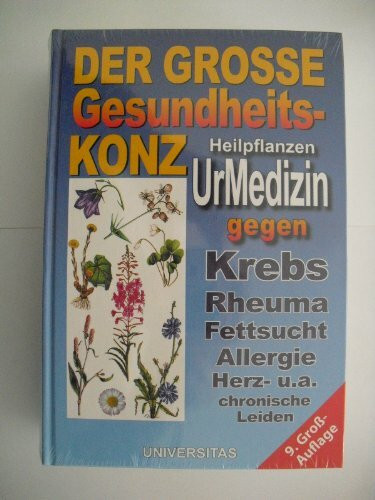 DER GROSSE
Gesundheits-
KONZ
Heilpflanzen
UrMedizin
gegen
Krebs
Rheuma
Fettsucht
Allergie
Herz- u.a.
chronische
Leiden
9. Groß-
Auflage
UNIVERSITAS